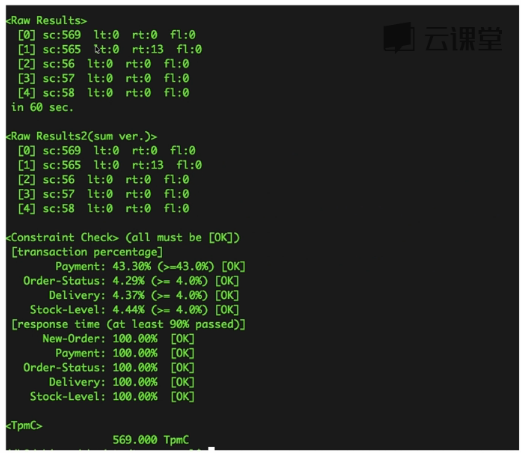 <Raw Results>
云课堂
[0] sc:569 lt:0 rt:0 fl:0
[1] sc:565 lt:0 rt:13 fl:0
[2] sc:56 lt:0 rt:0 fl:0
[3] sc:57 lt:0 rt:0 fl:0
[4] sc:58 lt:0 rt:0 fl:0
in 60 sec.
<Raw Results2(sum ver.)>
[0] sc:569 lt:0 rt:0 fl:0
[1] sc:565 lt:0 rt:13 fl:0
[2] sc:56 lt:0 rt:0 fl:0
[3] sc:57 lt:0 rt:0 fl:0
[4] sc:58 lt:0 rt:0 fl:0
<Constraint Check> (all must be [OK])
[transaction percentage]
Payment: 43.30% (>=43.0%) [OK]
Order-Status: 4.29% (>= 4.0%) [OK]
Delivery: 4.37% (>= 4.0%) [OK]
Stock-Level: 4.44% (>= 4.0%) [OK]
[response time (at least 90% passed)]
New-Order: 100.00% [OK]
Payment: 100.00% [OK]
Order-Status: 100.00% [OK]
Delivery: 100.00% [OK]
Stock-Level: 100.00% [OK]
<TpmC>
569.000 TpmC